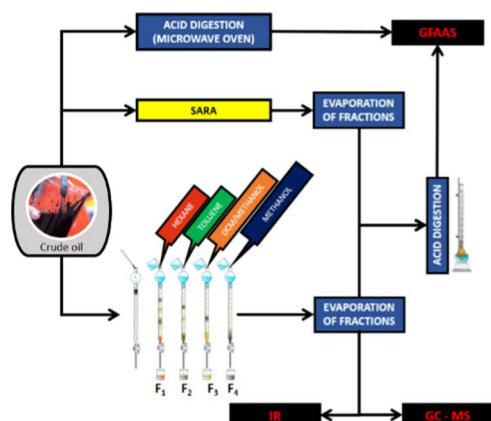 ACID DIGESTION
(MICROWAVE OVEN)
GFAAS
SARA
EVAPORATION
OF FRACTIONS
Crude oil
HEXANE
TOLUENE
DCM/METHANOL
METHANOL
ACID DIGESTION
EVAPORATION
OF FRACTIONS
F₁
F₂
F₃
F₄
IR
GC - MS